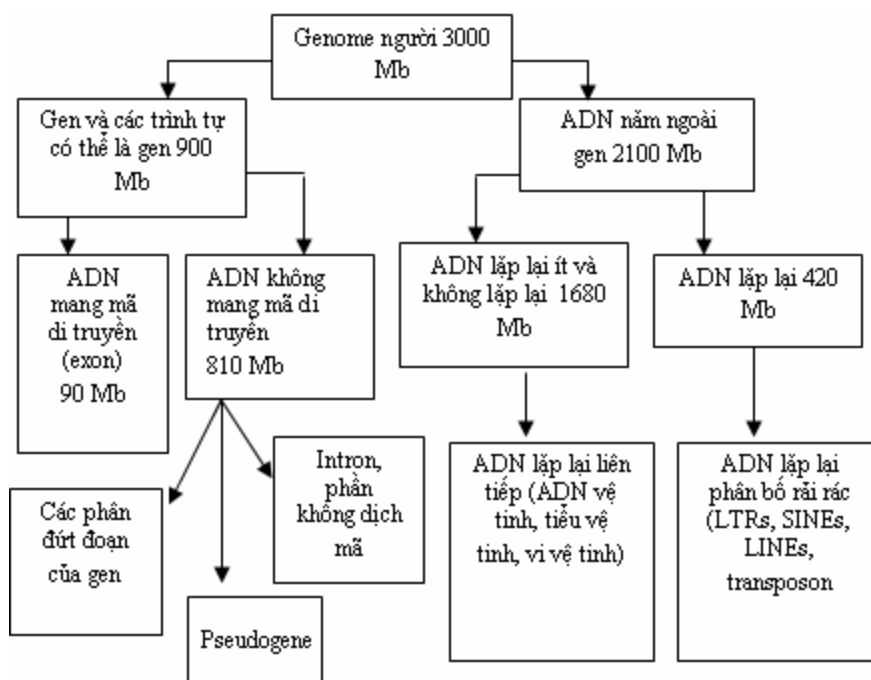 Genome người 3000
Mb
Gen và các trình tự
có thể là gen 900
Mb
ADN nằm ngoài
gen 2100 Mb
ADN
mang mã
di truyền
(exon)
90 Mb
ADN không
mang mã di
truyền
810 Mb
ADN lặp lại ít và
không lặp lại 1680
Mb
ADN lặp lại 420
Mb
Các phân
đứt đoạn
của gen
Pseudogene
Intron,
phần
không dịch
mã
ADN lặp lại liên
tiếp (ADN vệ
tinh, tiểu vệ
tinh, vi vệ tinh)
ADN lặp lại
phân bố rải rác
(LTRs, SINEs,
LINEs,
transposon